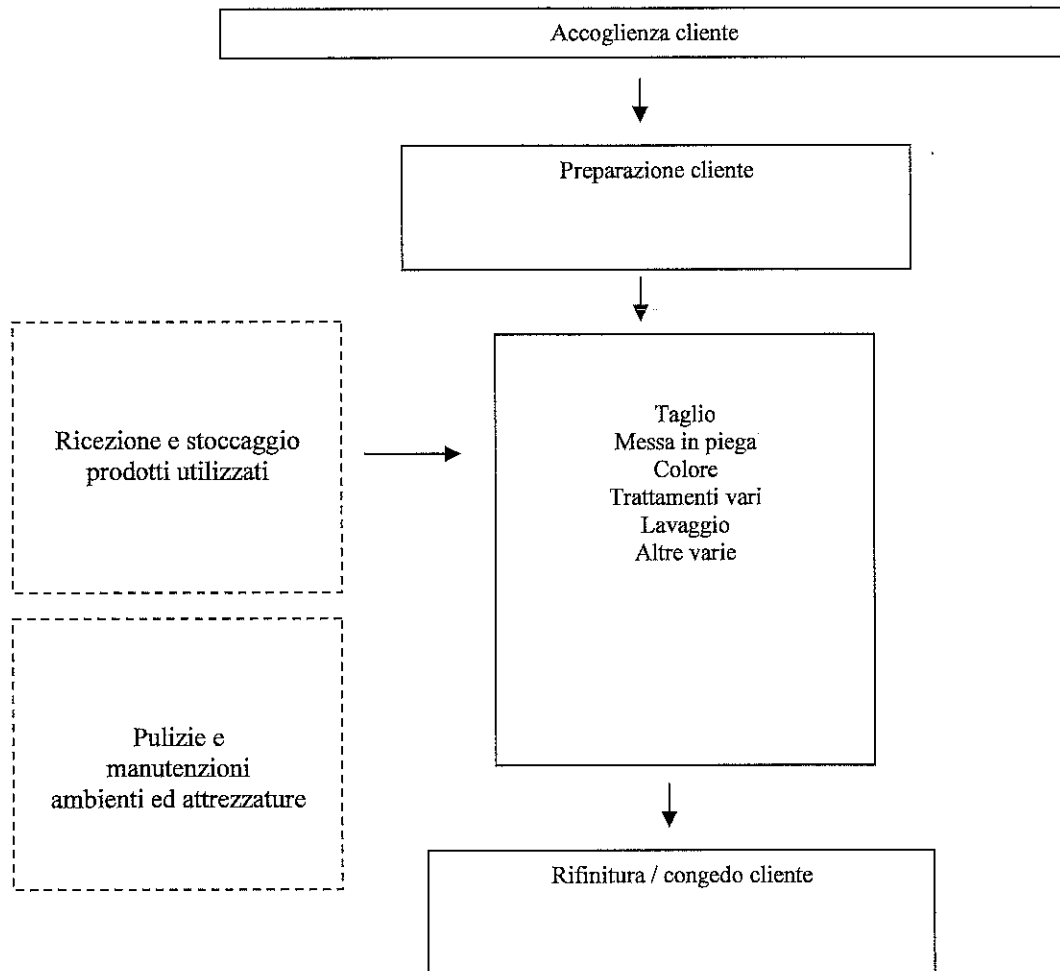 Accoglienza cliente
Preparazione cliente
Ricezione e stoccaggio
prodotti utilizzati
Taglio
Messa in piega
Colore
Trattamenti vari
Lavaggio
Altre varie
Pulizie e
manutenzioni
ambienti ed attrezzature
Rifinitura / congedo cliente